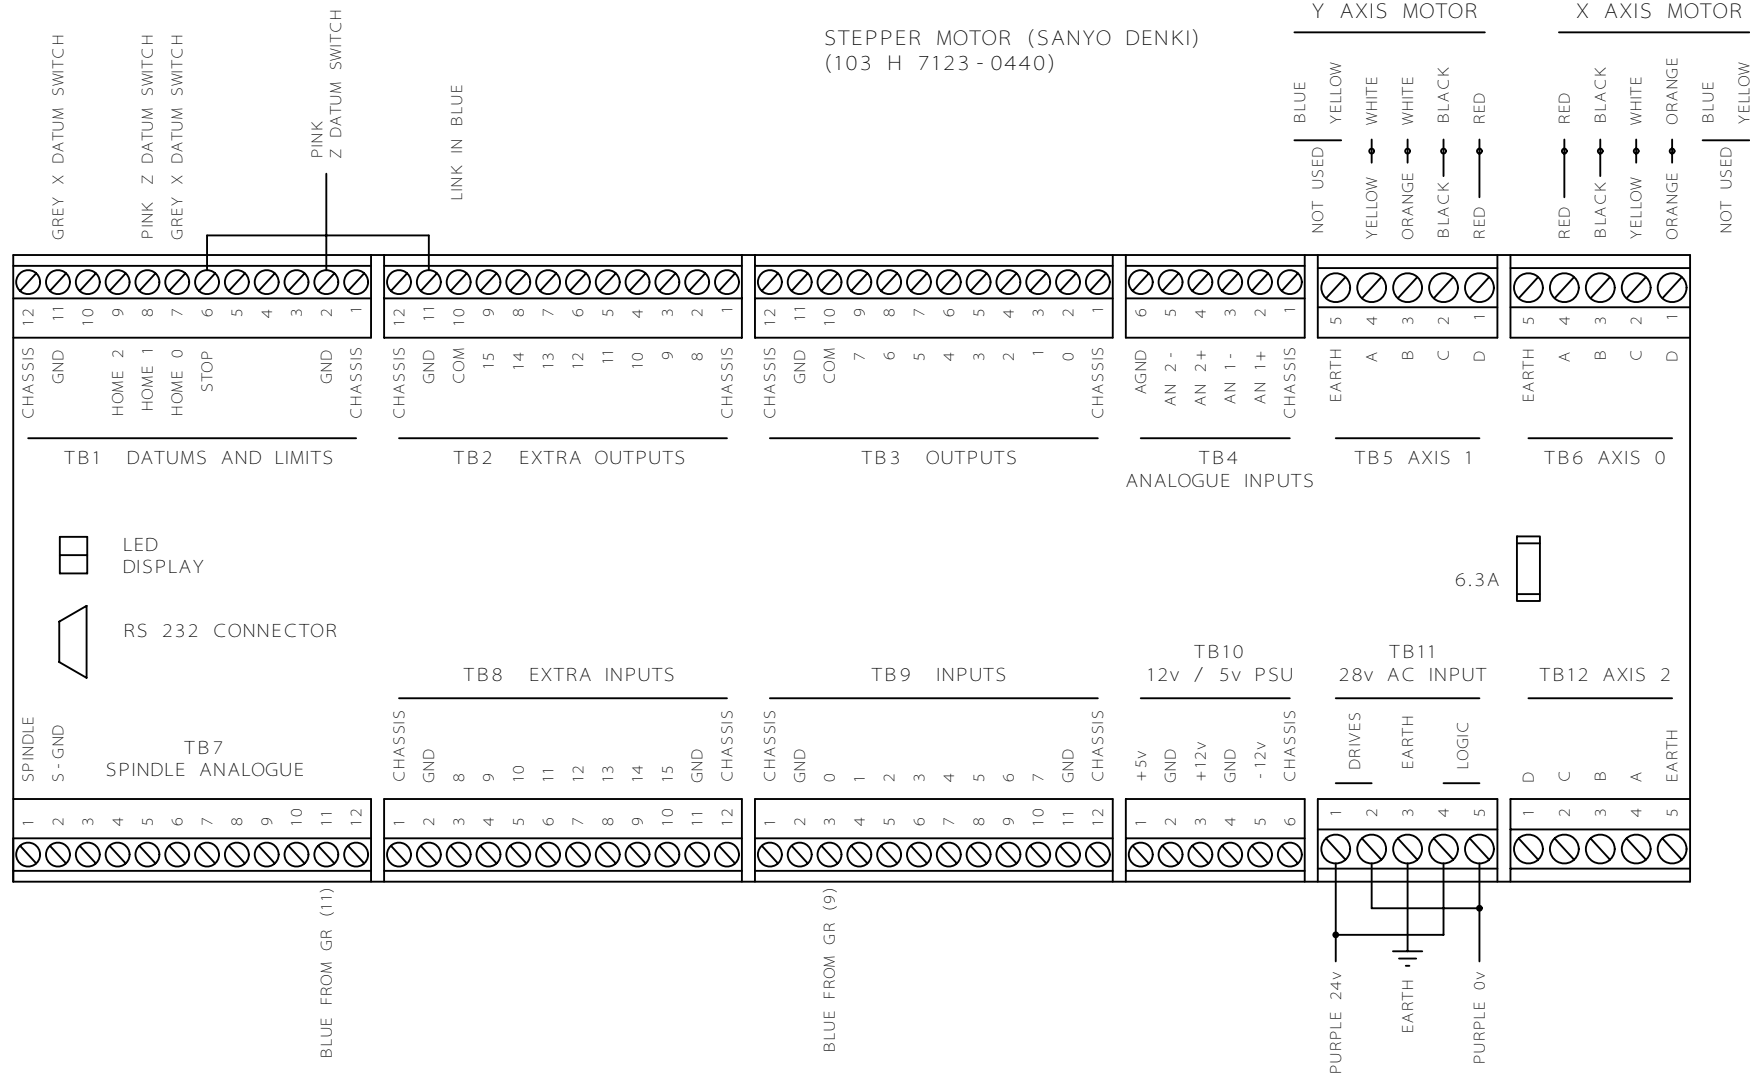 Y AXIS MOTOR
X AXIS MOTOR
STEPPER MOTOR (SANYO DENKI)
(103 H 7123 - 0440)
GREY X DATUM SWITCH
PINK Z DATUM SWITCH
GREY X DATUM SWITCH
PINK
Z DATUM SWITCH
LINK IN BLUE
BLUE
YELLOW
WHITE
WHITE
BLACK
RED
RED
BLACK
WHITE
ORANGE
BLUE
YELLOW
NOT USED
YELLOW
ORANGE
BLACK
RED
RED
BLACK
YELLOW
ORANGE
NOT USED
12 11 10 9 8 7 6 5 4 3 2 1
12 11 10 9 8 7 6 5 4 3 2 1
12 11 10 9 8 7 6 5 4 3 2 1
6 5 4 3 2 1
5 4 3 2 1
5 4 3 2 1
CHASSIS GND HOME 2 HOME 1 HOME 0 STOP GND CHASSIS
CHASSIS GND COM 15 14 13 12 11 10 9 8 CHASSIS
CHASSIS GND COM 7 6 5 4 3 2 1 0 CHASSIS
AGND AN 2- AN 2+ AN 1- AN 1+ CHASSIS
EARTH A B C D
EARTH A B C D
TB1 DATUMS AND LIMITS
TB2 EXTRA OUTPUTS
TB3 OUTPUTS
TB4
ANALOGUE INPUTS
TB5 AXIS 1
TB6 AXIS 0
LED
DISPLAY
6.3A
RS 232 CONNECTOR
TB7
SPINDLE ANALOGUE
TB8 EXTRA INPUTS
TB9 INPUTS
TB10
12v / 5v PSU
TB11
28v AC INPUT
TB12 AXIS 2
SPINDLE S-GND
CHASSIS GND 8 9 10 11 12 13 14 15 GND CHASSIS
CHASSIS GND 0 1 2 3 4 5 6 7 GND CHASSIS
+5v GND +12v GND -12v CHASSIS
DRIVES EARTH LOGIC
D C B A EARTH
1 2 3 4 5 6 7 8 9 10 11 12
1 2 3 4 5 6 7 8 9 10 11 12
1 2 3 4 5 6 7 8 9 10 11 12
1 2 3 4 5 6
1 2 3 4 5
1 2 3 4 5
BLUE FROM GR (11)
BLUE FROM GR (9)
PURPLE 24v
EARTH
PURPLE 0v